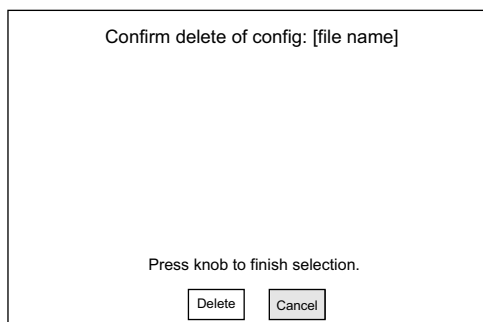 Confirm delete of config: [file name]
Press knob to finish selection.
Delete Cancel